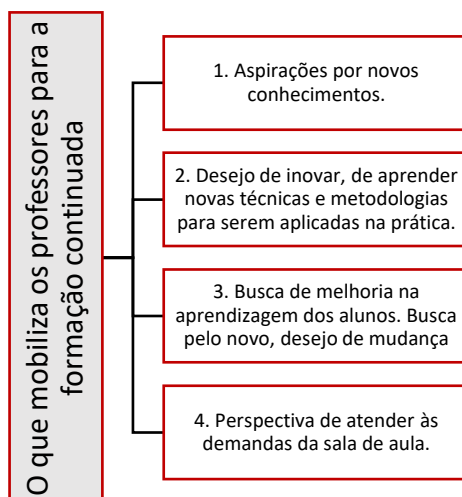 O que mobiliza os professores para a
formação continuada
1. Aspirações por novos
conhecimentos.
2. Desejo de inovar, de aprender
novas técnicas e metodologias
para serem aplicadas na prática.
3. Busca de melhoria na
aprendizagem dos alunos. Busca
pelo novo, desejo de mudança
4. Perspectiva de atender às
demandas da sala de aula.